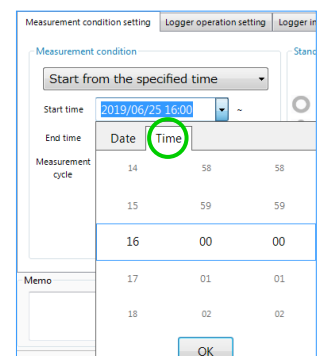 Measurement condition setting Logger operation setting Logger in
Measurement condition Stand
Start from the specified time
Start time 2019/06/25 16:00 ~
End time Date Time
Measurement cycle
14 58 58
15 59 59
16 00 00
17 01 01
Memo
18 02 02
OK